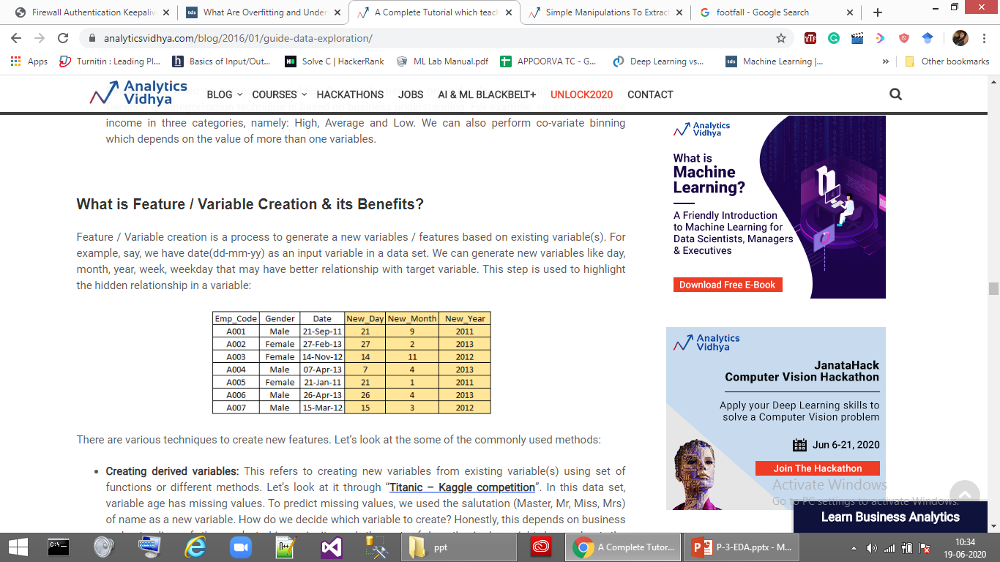 Firewall Authentication Keepaliv
What Are Overfitting and Under
A Complete Tutorial which teach
Simple Manipulations To Extract
footfall - Google Search
analyticsvidhya.com/blog/2016/01/guide-data-exploration/
Apps
Turnitin : Leading Pl...
Basics of Input/Out...
Solve C | HackerRank
ML Lab Manual.pdf
APPOORVA TC - G...
Deep Learning vs...
Machine Learning |...
»
Other bookmarks
Analytics
Vidhya
BLOG
COURSES
HACKATHONS
JOBS
AI & ML BLACKBELT+
UNLOCK2020
CONTACT
income in three categories, namely: High, Average and Low. We can also perform co-variate binning
which depends on the value of more than one variables.
What is Feature / Variable Creation & its Benefits?
Feature / Variable creation is a process to generate a new variables / features based on existing variable(s). For
example, say, we have date(dd-mm-yy) as an input variable in a data set. We can generate new variables like day,
month, year, week, weekday that may have better relationship with target variable. This step is used to highlight
the hidden relationship in a variable:
Emp_Code Gender Date New_Day New_Month New_Year
A001 Male 21-Sep-11 21 9 2011
A002 Female 27-Feb-13 27 2 2013
A003 Female 14-Nov-12 14 11 2012
A004 Male 07-Apr-13 7 4 2013
A005 Female 21-Jan-11 21 1 2011
A006 Male 26-Apr-13 26 4 2013
A007 Male 15-Mar-12 15 3 2012
There are various techniques to create new features. Let's look at the some of the commonly used methods:
• Creating derived variables: This refers to creating new variables from existing variable(s) using set of
functions or different methods. Let's look at it through “Titanic – Kaggle competition”. In this data set,
variable age has missing values. To predict missing values, we used the salutation (Master, Mr, Miss, Mrs)
of name as a new variable. How do we decide which variable to create? Honestly, this depends on business
Analytics
Vidhya
What is
Machine
Learning?
A Friendly Introduction
to Machine Learning for
Data Scientists, Managers
& Executives
Download Free E-Book
Analytics
Vidhya
JanataHack
Computer Vision Hackathon
Apply your Deep Learning skills to
solve a Computer Vision problem
Jun 6-21, 2020
Join The Hackathon
Activate Windows
Go to PC settings to activate Windows.
Learn Business Analytics
ppt
A Complete Tutor...
P-3-EDA.pptx - M...
10:34
19-06-2020